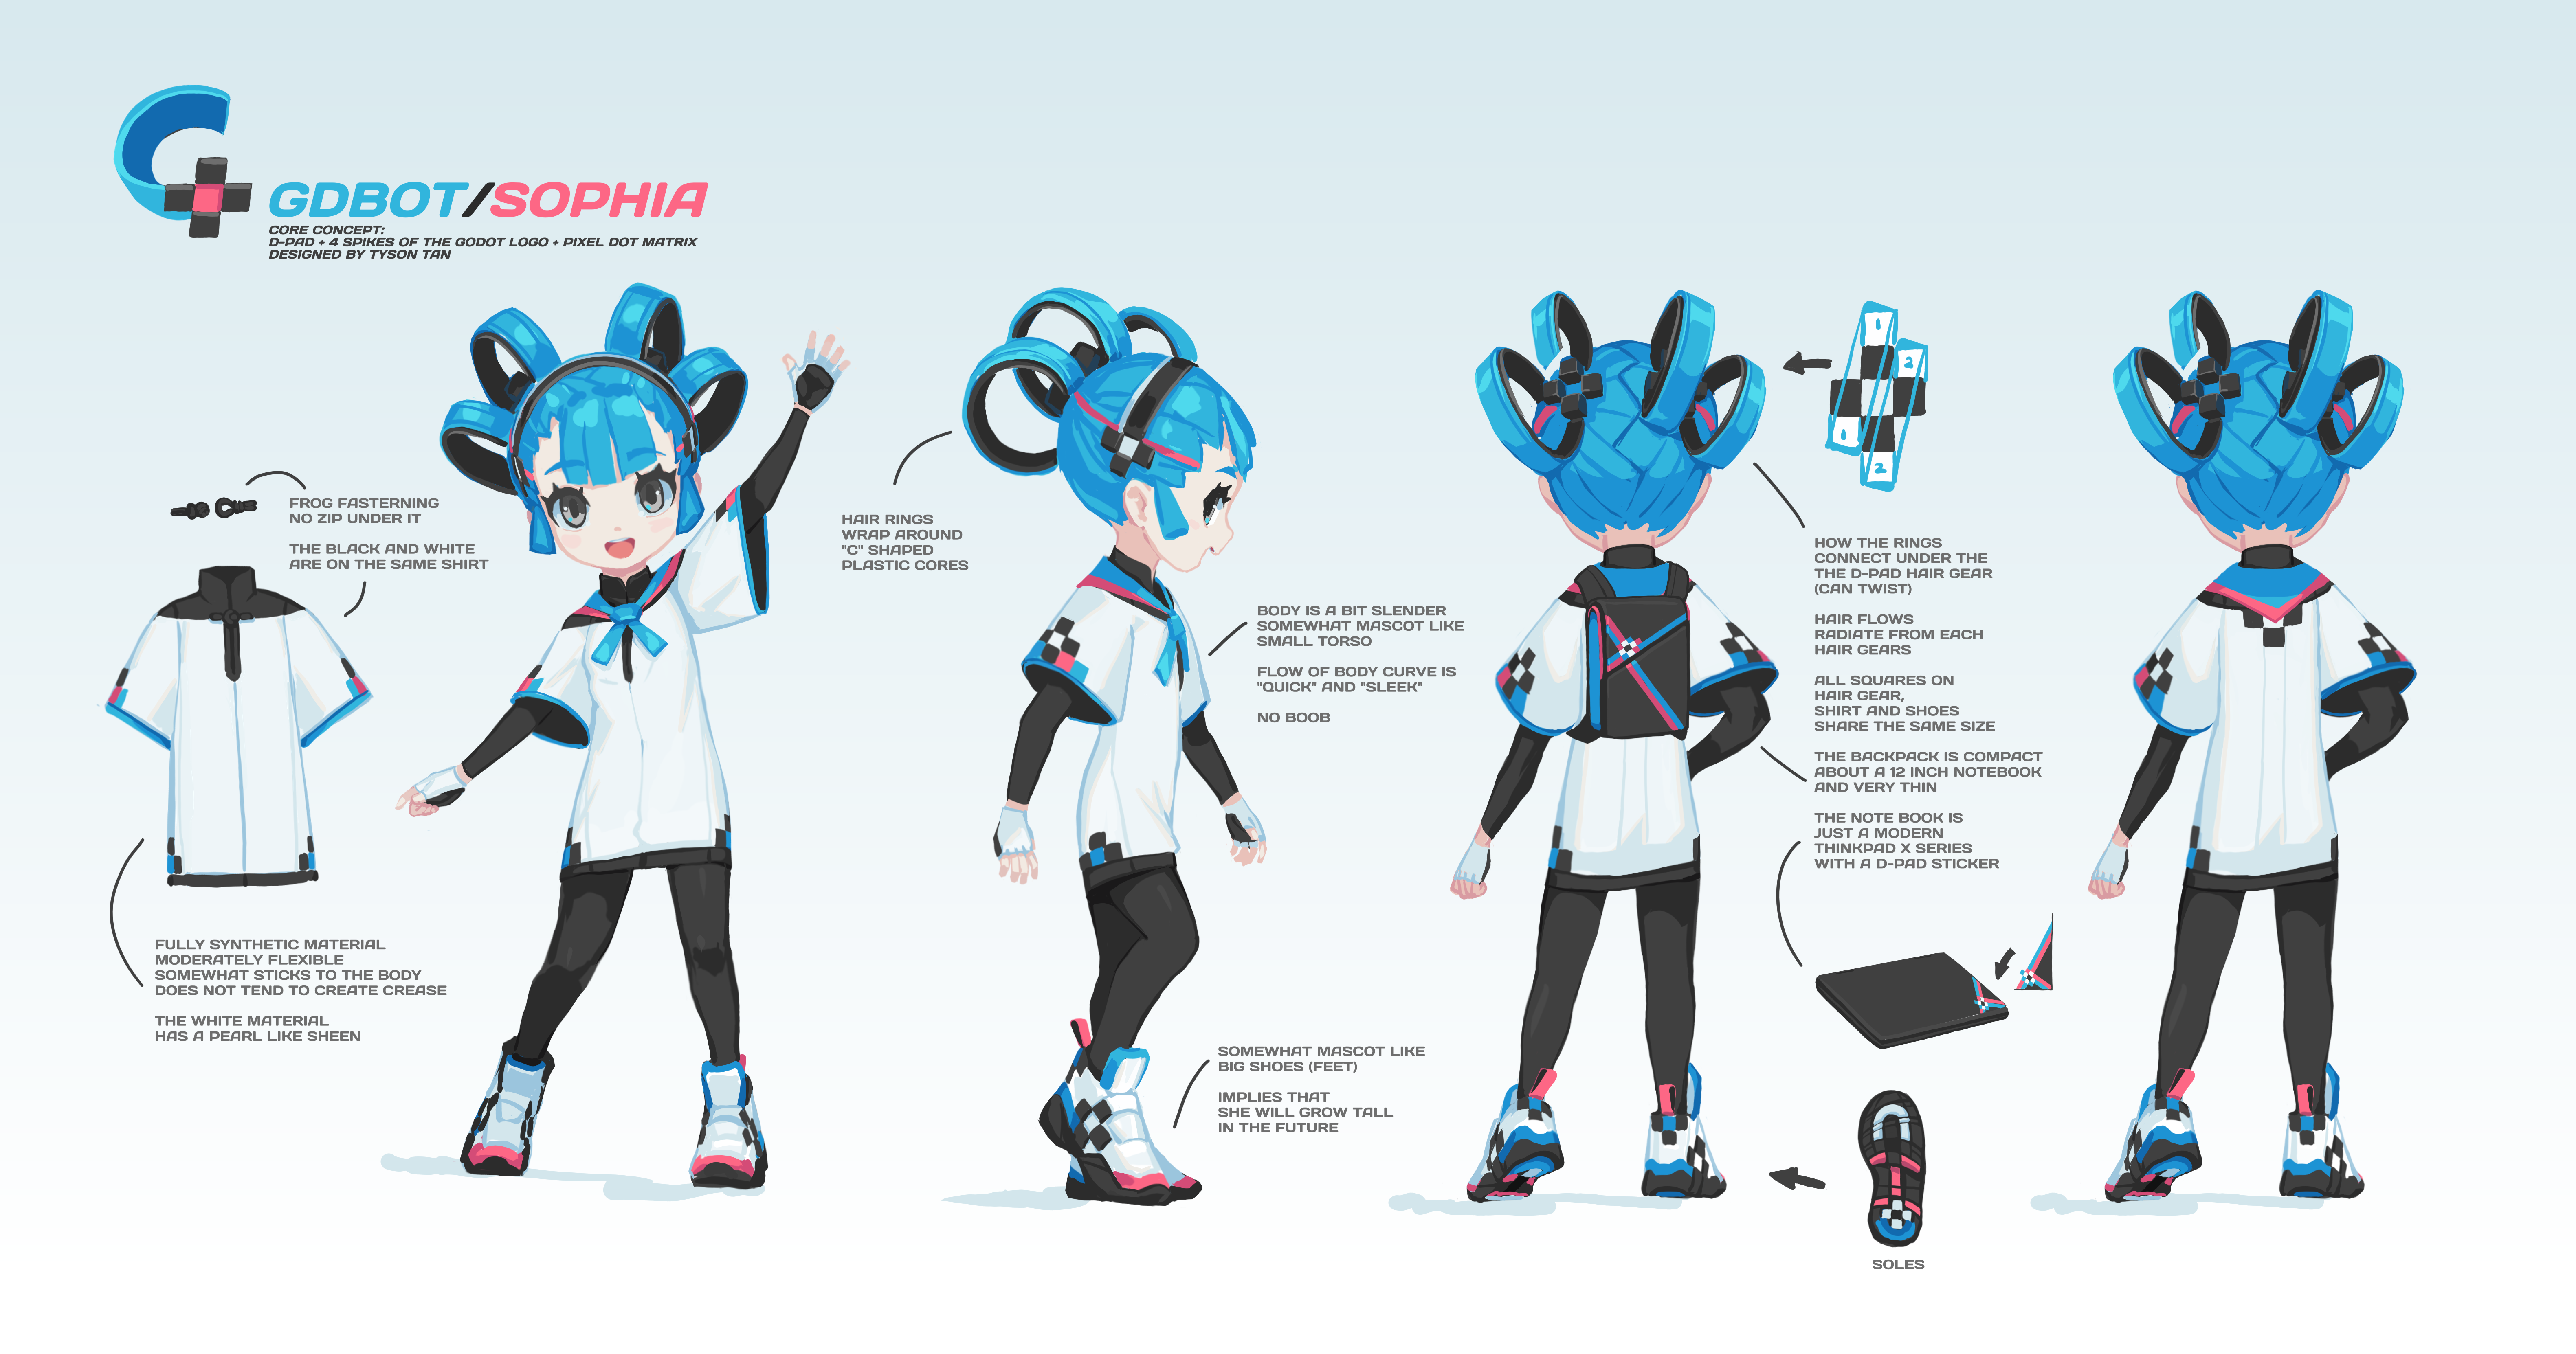 GDBOT/SOPHIA
CORE CONCEPT:
D-PAD + 4 SPIKES OF THE GODOT LOGO + PIXEL DOT MATRIX
DESIGNED BY TYSON TAN
FROG FASTERNING
NO ZIP UNDER IT
THE BLACK AND WHITE
ARE ON THE SAME SHIRT
FULLY SYNTHETIC MATERIAL
MODERATELY FLEXIBLE
SOMEWHAT STICKS TO THE BODY
DOES NOT TEND TO CREATE CREASE
THE WHITE MATERIAL
HAS A PEARL LIKE SHEEN
HAIR RINGS
WRAP AROUND
"C" SHAPED
PLASTIC CORES
BODY IS A BIT SLENDER
SOMEWHAT MASCOT LIKE
SMALL TORSO
FLOW OF BODY CURVE IS
"QUICK" AND "SLEEK"
NO BOOB
SOMEWHAT MASCOT LIKE
BIG SHOES (FEET)
IMPLIES THAT
SHE WILL GROW TALL
IN THE FUTURE
1
2
1
2
HOW THE RINGS
CONNECT UNDER THE
THE D-PAD HAIR GEAR
(CAN TWIST)
HAIR FLOWS
RADIATE FROM EACH
HAIR GEARS
ALL SQUARES ON
HAIR GEAR,
SHIRT AND SHOES
SHARE THE SAME SIZE
THE BACKPACK IS COMPACT
ABOUT A 12 INCH NOTEBOOK
AND VERY THIN
THE NOTE BOOK IS
JUST A MODERN
THINKPAD X SERIES
WITH A D-PAD STICKER
SOLES